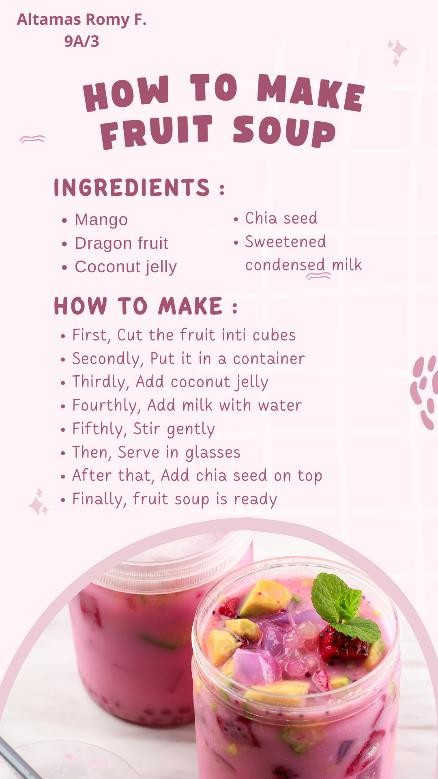 Altamas Romy F.
9A/3
HOW TO MAKE
FRUIT SOUP
INGREDIENTS :
• Mango
• Dragon fruit
• Coconut jelly
• Chia seed
• Sweetened
condensed milk
HOW TO MAKE :
• First, Cut the fruit inti cubes
• Secondly, Put it in a container
• Thirdly, Add coconut jelly
• Fourthly, Add milk with water
• Fifthly, Stir gently
• Then, Serve in glasses
• After that, Add chia seed on top
• Finally, fruit soup is ready